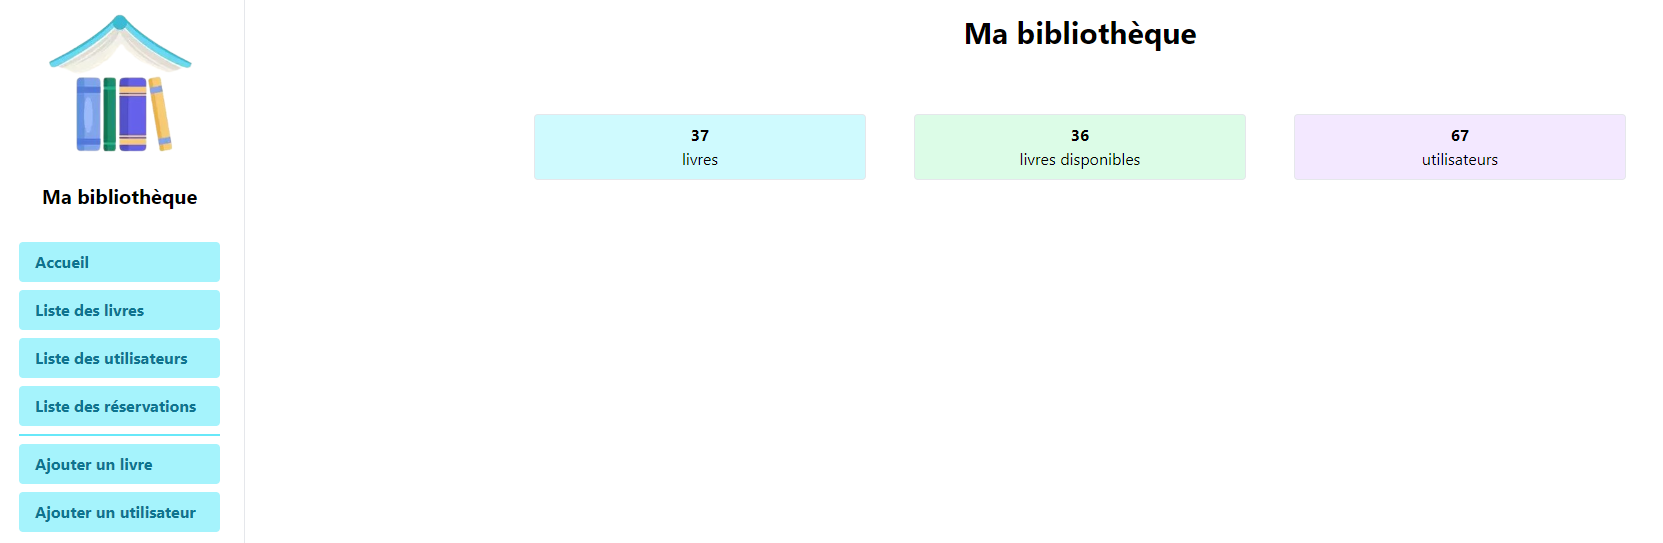 Ma bibliothèque
Accueil
Liste des livres
Liste des utilisateurs
Liste des réservations
Ajouter un livre
Ajouter un utilisateur
Ma bibliothèque
37
livres
36
livres disponibles
67
utilisateurs